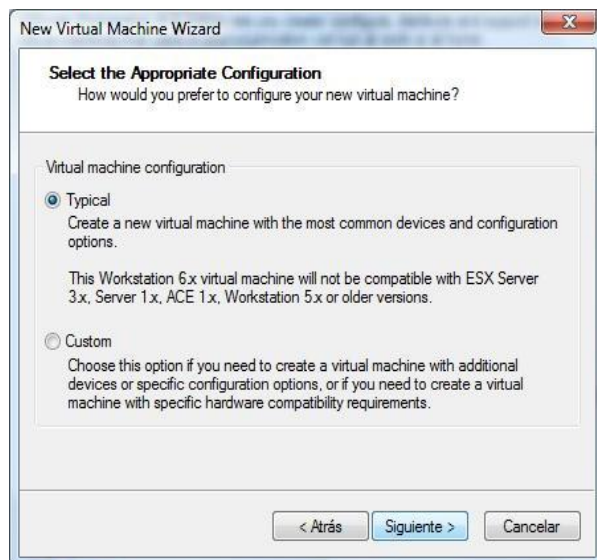 New Virtual Machine Wizard
Select the Appropriate Configuration
How would you prefer to configure your new virtual machine?
Virtual machine configuration
Typical
Create a new virtual machine with the most common devices and configuration
options.
This Workstation 6.x virtual machine will not be compatible with ESX Server
3.x, Server 1.x, ACE 1.x, Workstation 5.x or older versions.
Custom
Choose this option if you need to create a virtual machine with additional
devices or specific configuration options, or if you need to create a virtual
machine with specific hardware compatibility requirements.
< Atrás Siguiente > Cancelar